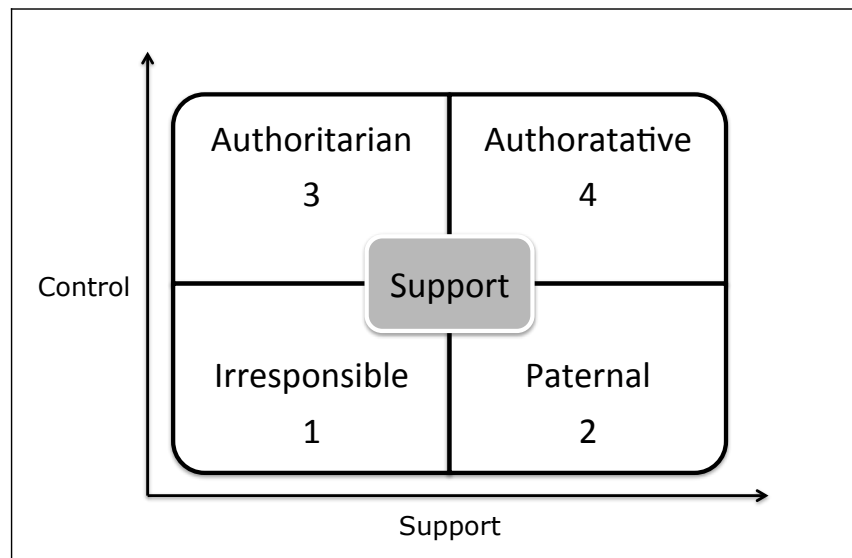 Authoritarian
3
Authoratative
4
Control
Support
Irresponsible
1
Paternal
2
Support